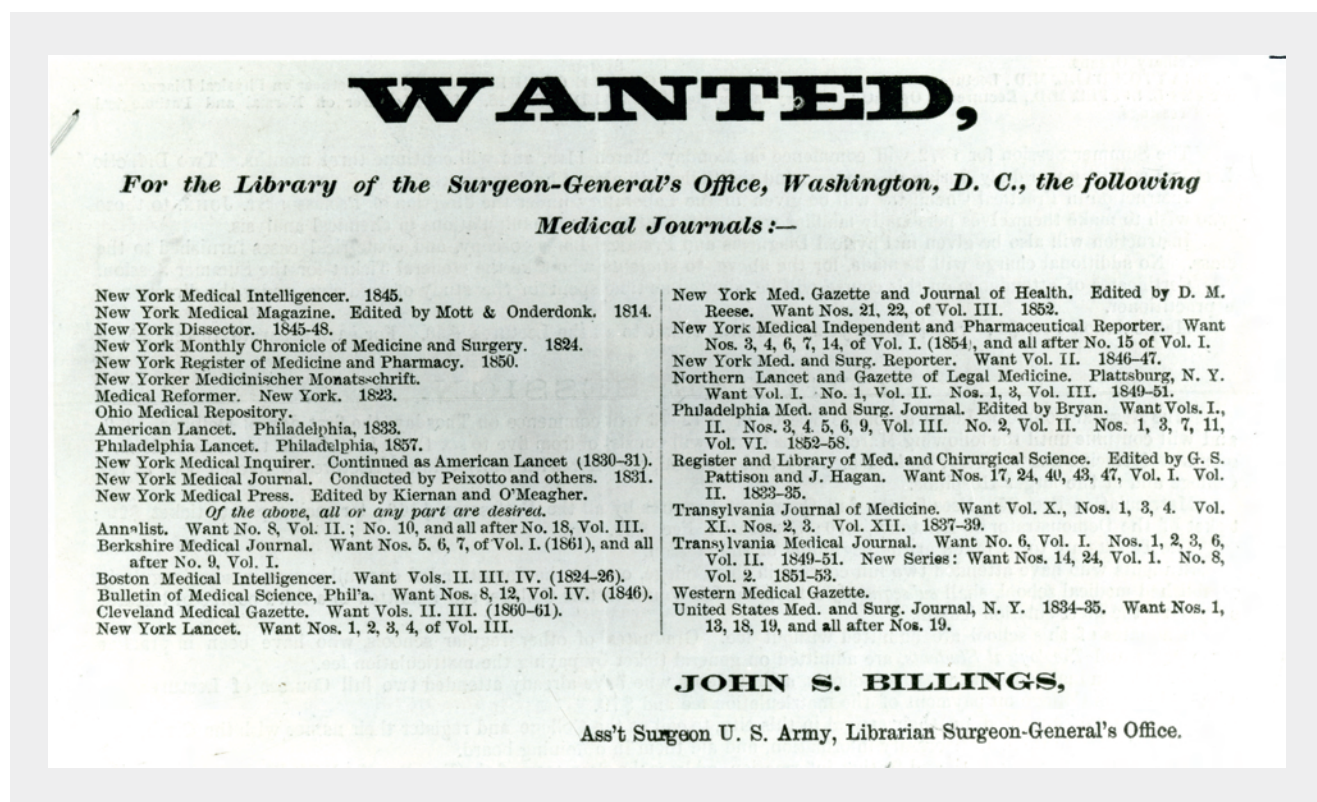 WANTED,
For the Library of the Surgeon-General's Office, Washington, D. C., the following
Medical Journals:—
New York Medical Intelligencer. 1845.
New York Medical Magazine. Edited by Mott & Onderdonk. 1814.
New York Dissector. 1845-48.
New York Monthly Chronicle of Medicine and Surgery. 1824.
New York Register of Medicine and Pharmacy. 1850.
New Yorker Medicinischer Monatsschrift.
Medical Reformer. New York. 1823.
Ohio Medical Repository.
American Lancet. Philadelphia, 1833.
Philadelphia Lancet. Philadelphia, 1857.
New York Medical Inquirer. Continued as American Lancet (1830–31).
New York Medical Journal. Conducted by Peixotto and others. 1831.
New York Medical Press. Edited by Kiernan and O'Meagher.
Of the above, all or any part are desired.
Annalist. Want No. 8, Vol. II.; No. 10, and all after No. 18, Vol. III.
Berkshire Medical Journal. Want Nos. 5. 6, 7, of Vol. I. (1861), and all
after No. 9, Vol. I.
Boston Medical Intelligencer. Want Vols. II. III. IV. (1824–26).
Bulletin of Medical Science, Phil'a. Want Nos. 8, 12, Vol. IV. (1846).
Cleveland Medical Gazette. Want Vols. II. III. (1860–61).
New York Lancet. Want Nos. 1, 2, 3, 4, of Vol. III.
New York Med. Gazette and Journal of Health. Edited by D. M.
Reese. Want Nos. 21, 22, of Vol. III. 1852.
New York Medical Independent and Pharmaceutical Reporter. Want
Nos. 3, 4, 6, 7, 14, of Vol. I. (1854), and all after No. 15 of Vol. I.
New York Med. and Surg. Reporter. Want Vol. II. 1846–47.
Northern Lancet and Gazette of Legal Medicine. Plattsburg, N. Y.
Want Vol. I. No. 1, Vol. II. Nos. 1, 3, Vol. III. 1849–51.
Philadelphia Med. and Surg. Journal. Edited by Bryan. Want Vols. I.,
II. Nos. 3, 4. 5, 6, 9, Vol. III. No. 2, Vol. II. Nos. 1, 3, 7, 11,
Vol. VI. 1852–58.
Register and Library of Med. and Chirurgical Science. Edited by G. S.
Pattison and J. Hagan. Want Nos. 17, 24, 40, 43, 47, Vol. I. Vol.
II. 1833–35.
Transylvania Journal of Medicine. Want Vol. X., Nos. 1, 3, 4. Vol.
XI.. Nos. 2, 3. Vol. XII. 1837–39.
Transylvania Medical Journal. Want No. 6, Vol. I. Nos. 1, 2, 3, 6,
Vol. II. 1849–51. New Series: Want Nos. 14, 24, Vol. 1. No. 8,
Vol. 2. 1851–53.
Western Medical Gazette.
United States Med. and Surg. Journal, N. Y. 1834–35. Want Nos. 1,
13, 18, 19, and all after Nos. 19.
JOHN S. BILLINGS,
Ass't Surgeon U. S. Army, Librarian Surgeon-General's Office.